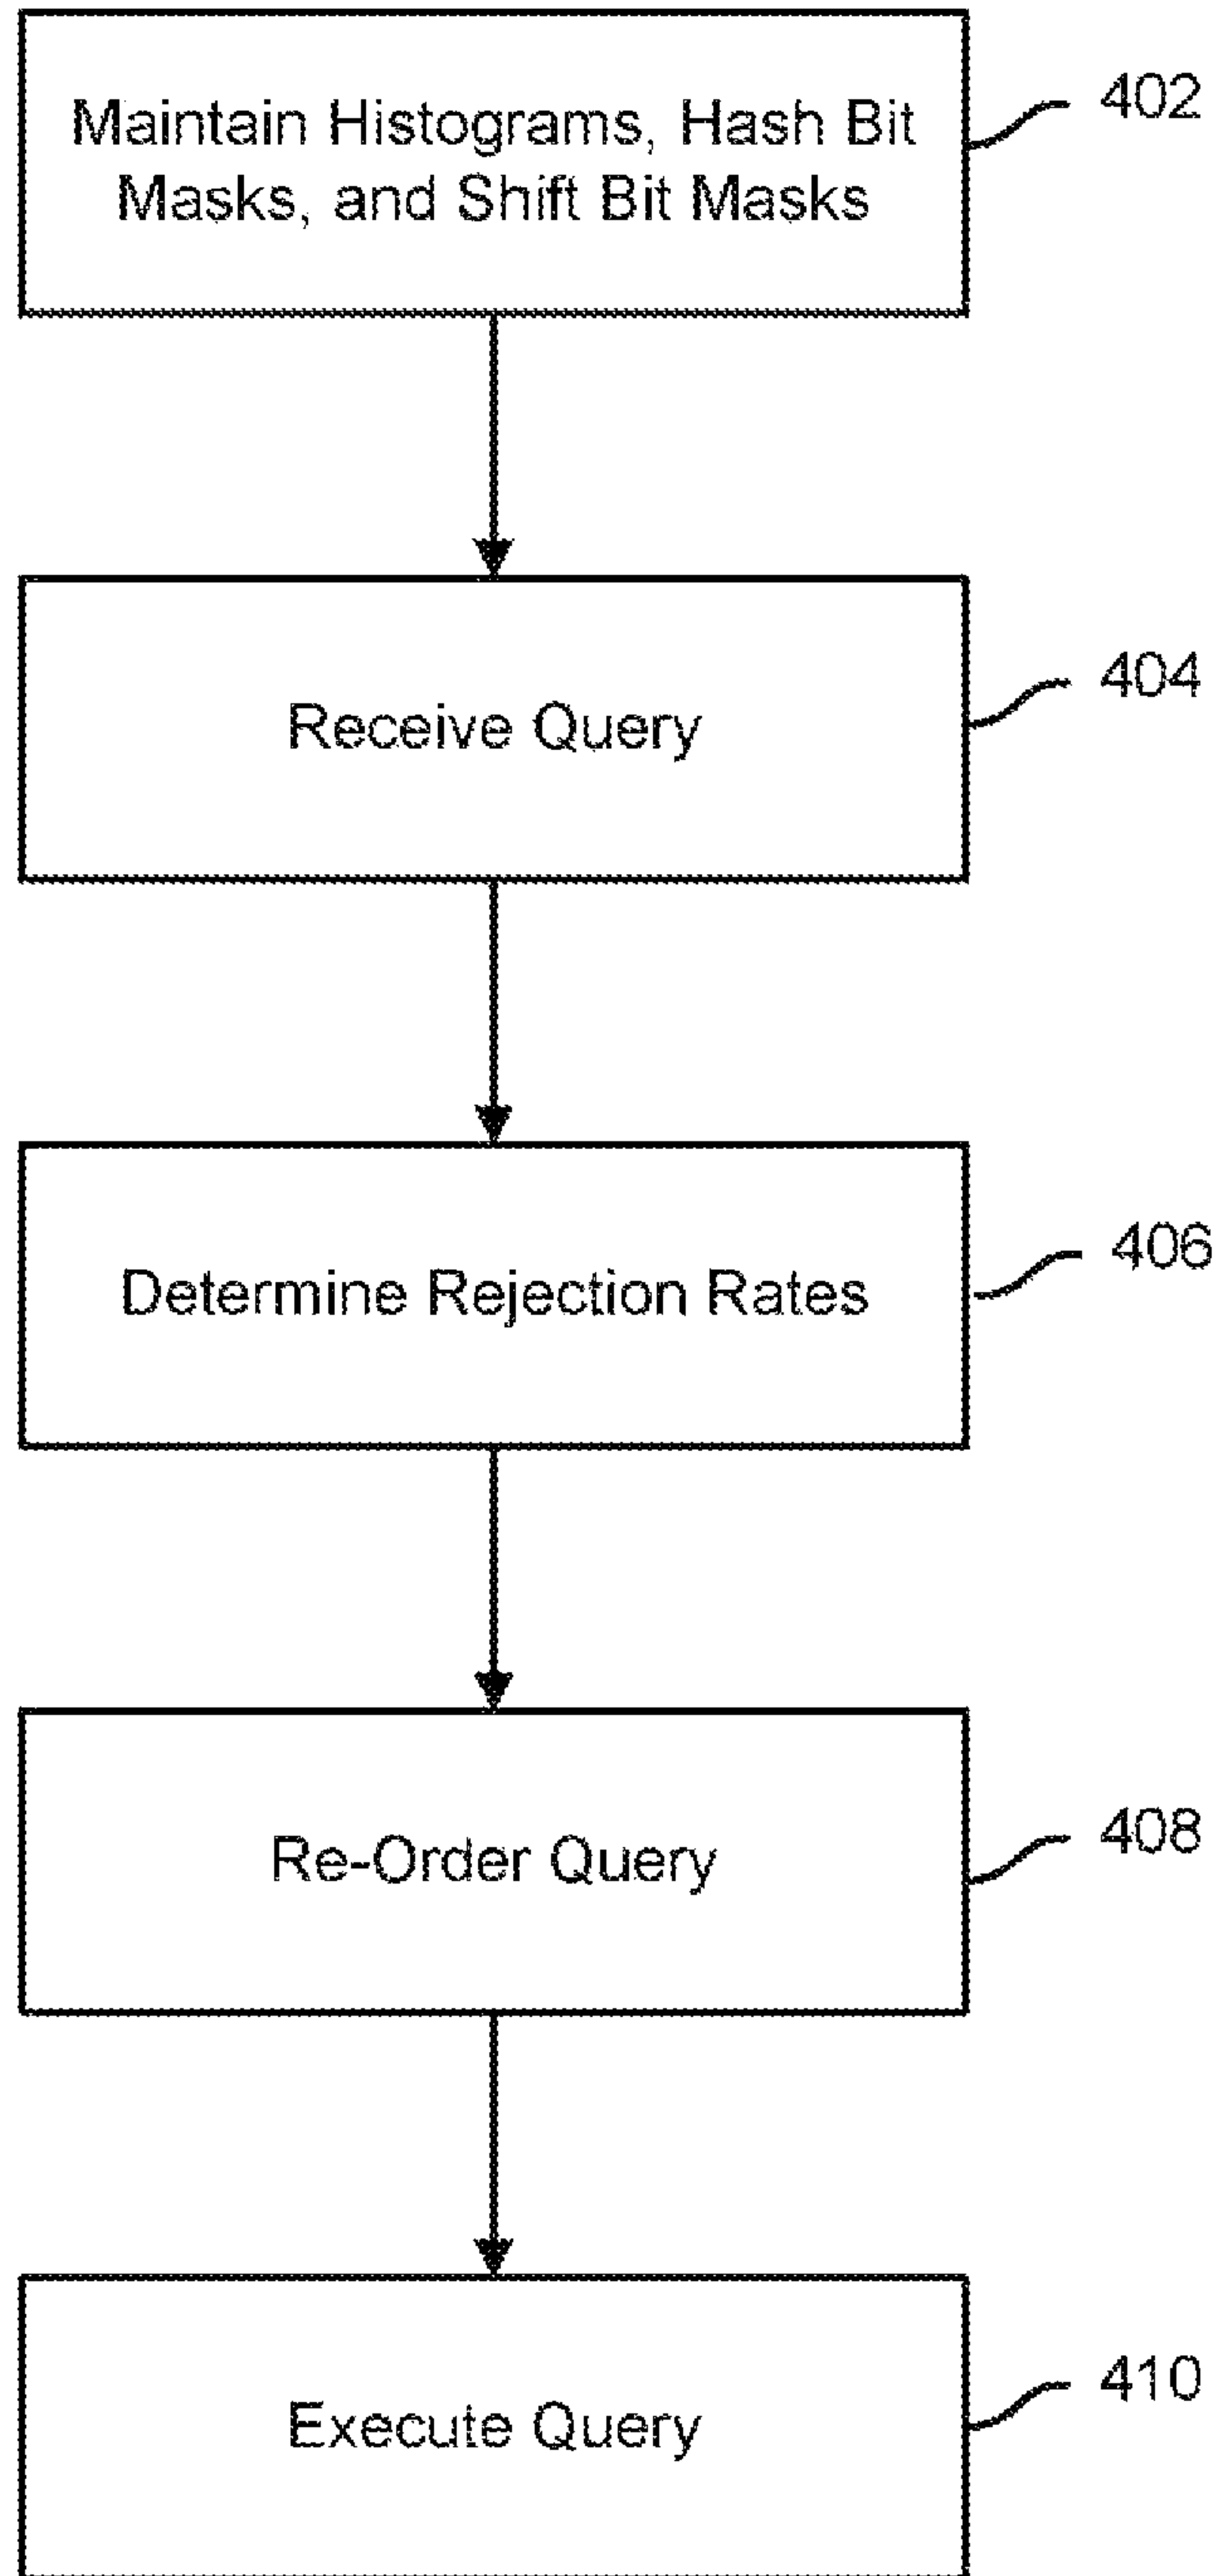 Maintain Histograms, Hash Bit
Masks, and Shift Bit Masks
402
Receive Query
404
Determine Rejection Rates
406
Re-Order Query
408
Execute Query
410